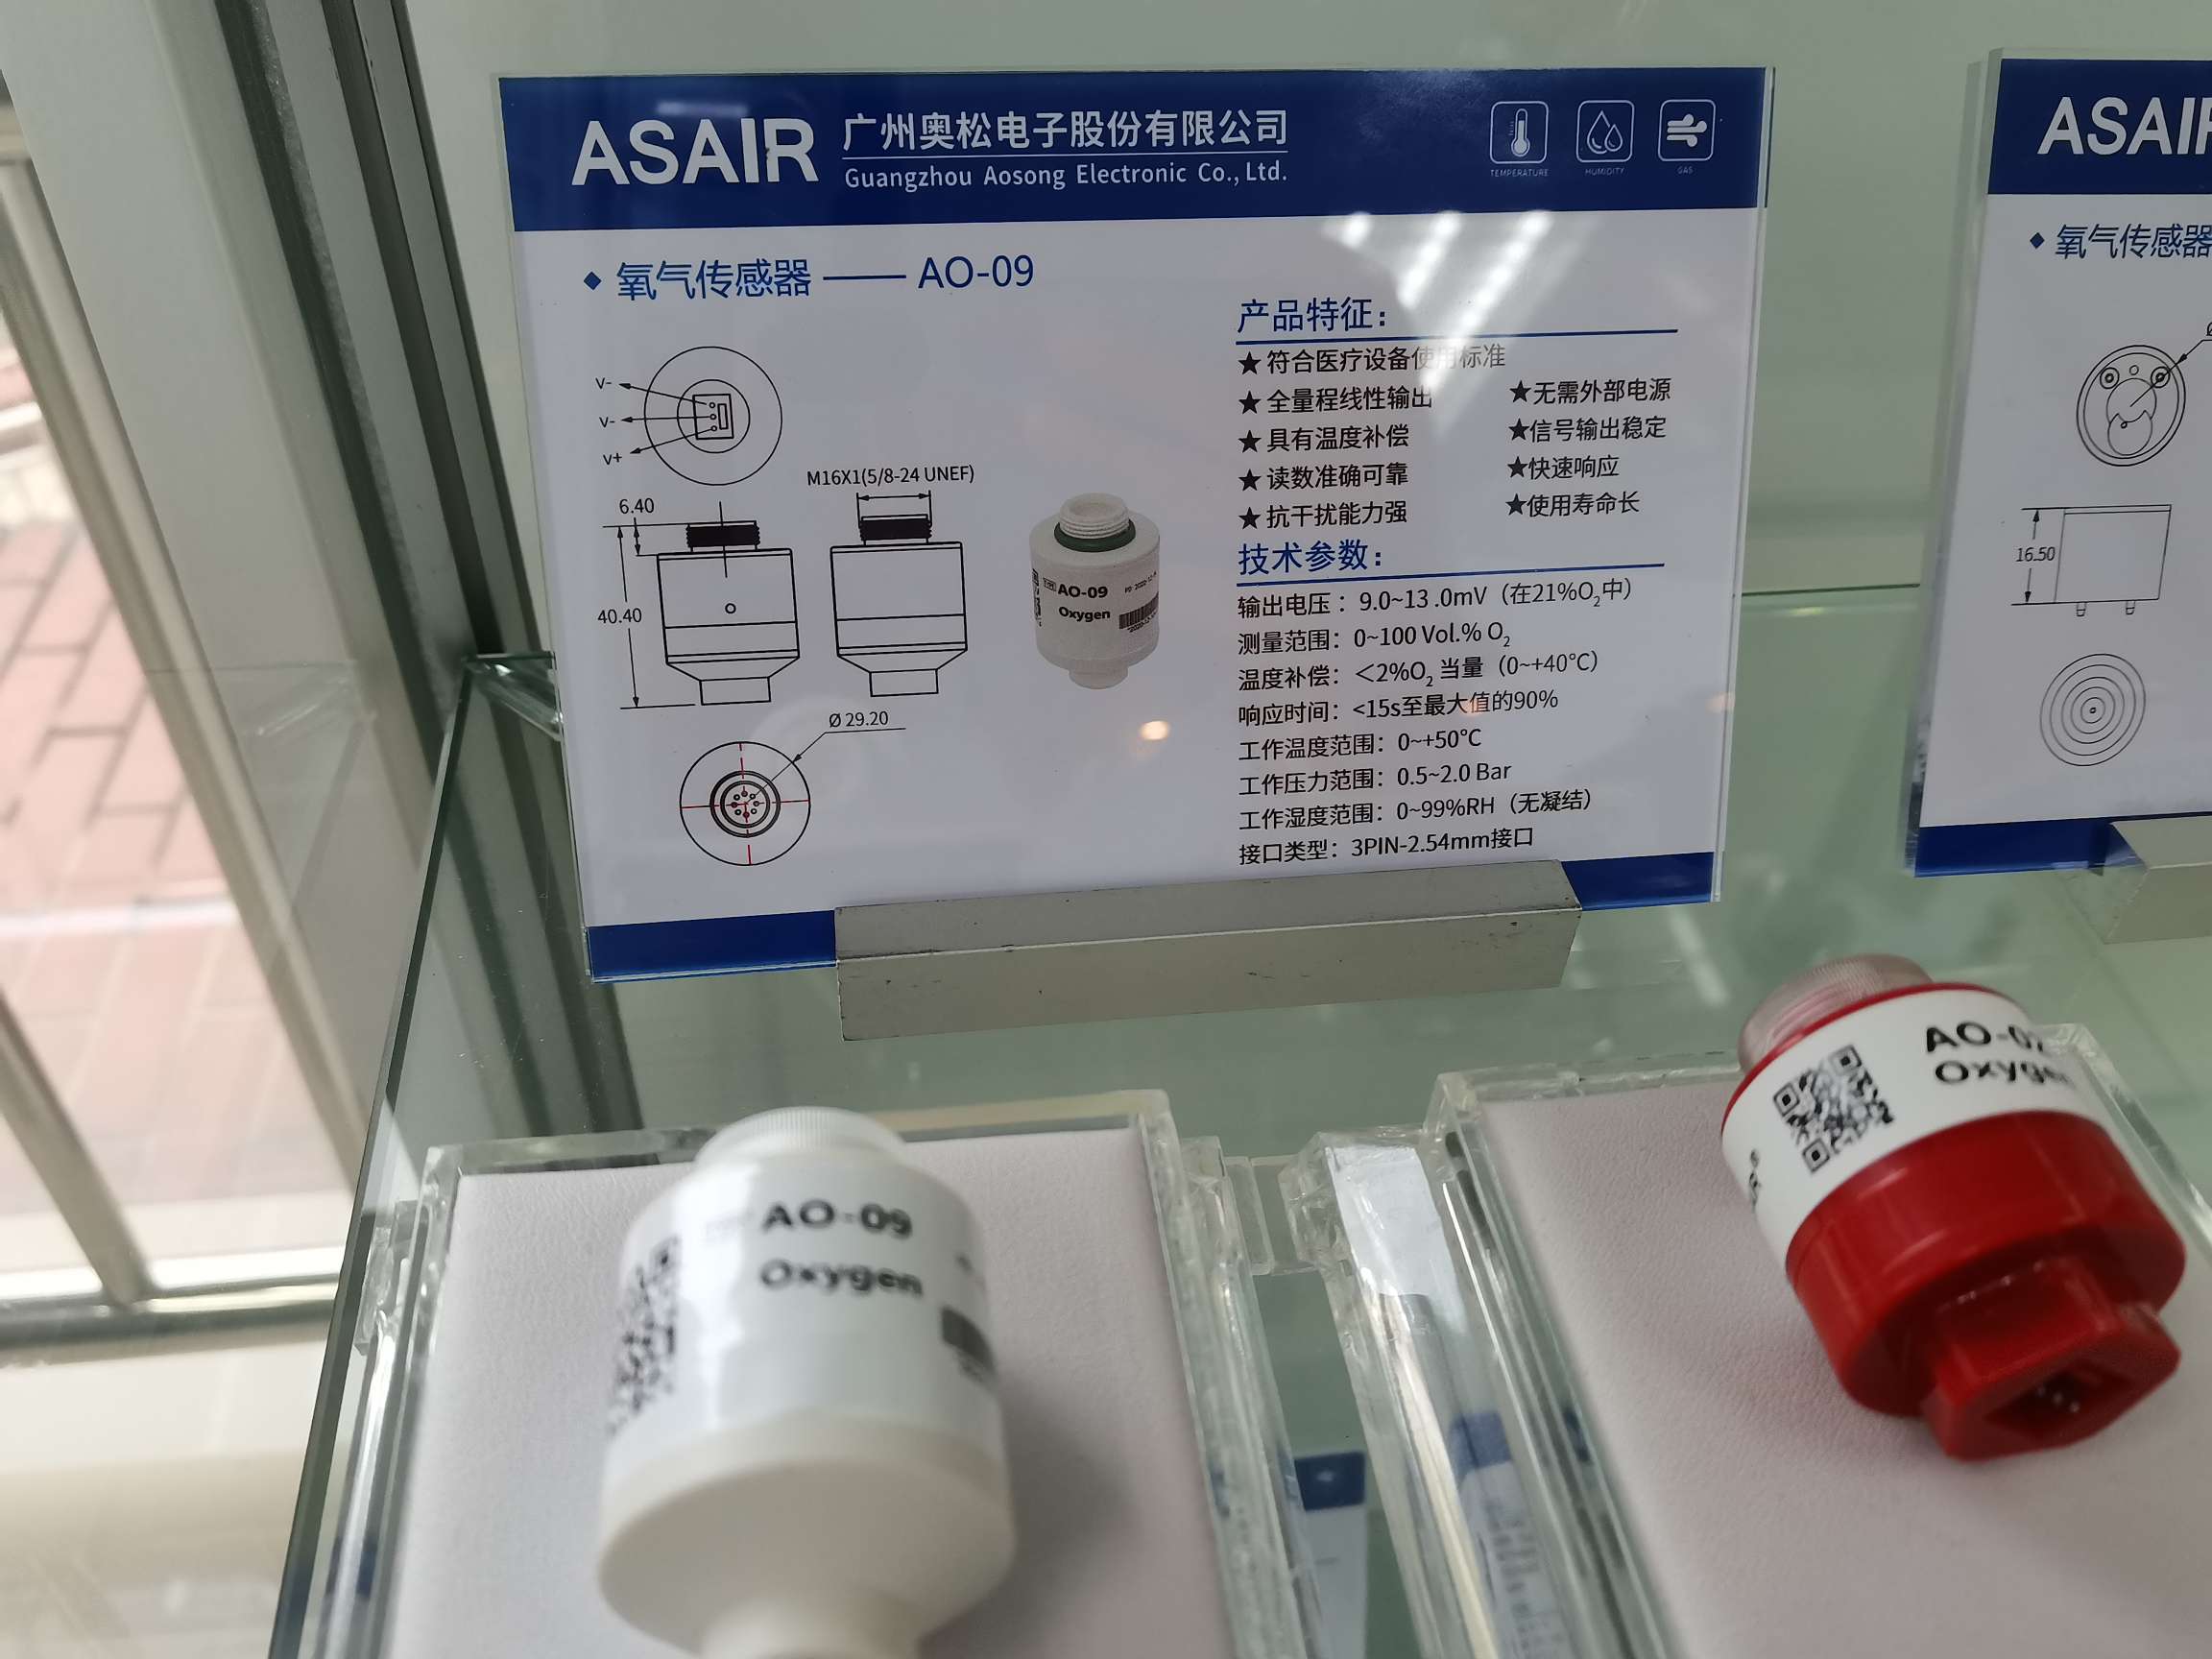 ASAIR 广州奥松电子股份有限公司
Guangzhou Aosong Electronic Co., Ltd.
TEMPERATURE HUMIDITY GAS
◆ 氧气传感器 —— AO-09
V-
V-
V+
M16X1(5/8-24 UNEF)
6.40
40.40
Ø 29.20
AO-09
Oxygen
产品特征：
★ 符合医疗设备使用标准
★ 全量程线性输出 ★无需外部电源
★ 具有温度补偿 ★信号输出稳定
★ 读数准确可靠 ★快速响应
★ 抗干扰能力强 ★使用寿命长
技术参数：
输出电压：9.0~13.0mV（在21%O₂中）
测量范围：0~100 Vol.% O₂
温度补偿：＜2%O₂ 当量（0~+40℃）
响应时间：<15s至最大值的90%
工作温度范围：0~+50℃
工作压力范围：0.5~2.0 Bar
工作湿度范围：0~99%RH（无凝结）
接口类型：3PIN-2.54mm接口
ASAIR
◆ 氧气传感器
16.50
AO-09
Oxygen
Oxygen